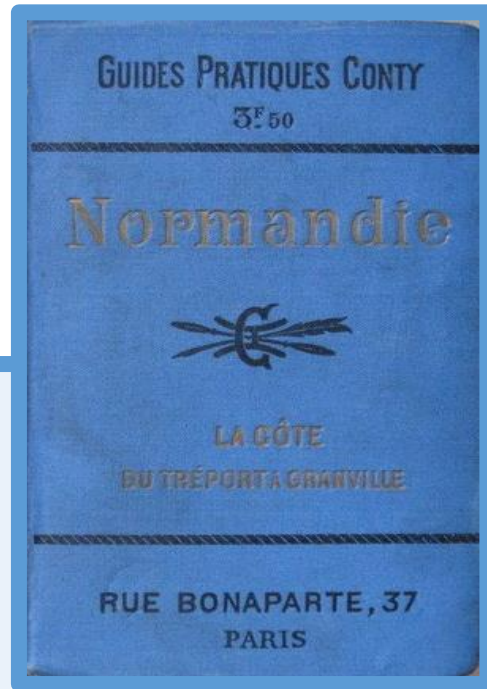 GUIDES PRATIQUES CONTY
3F.50
Normandie
C
LA CÔTE
DU TRÉPORT A GRANVILLE
RUE BONAPARTE, 37
PARIS